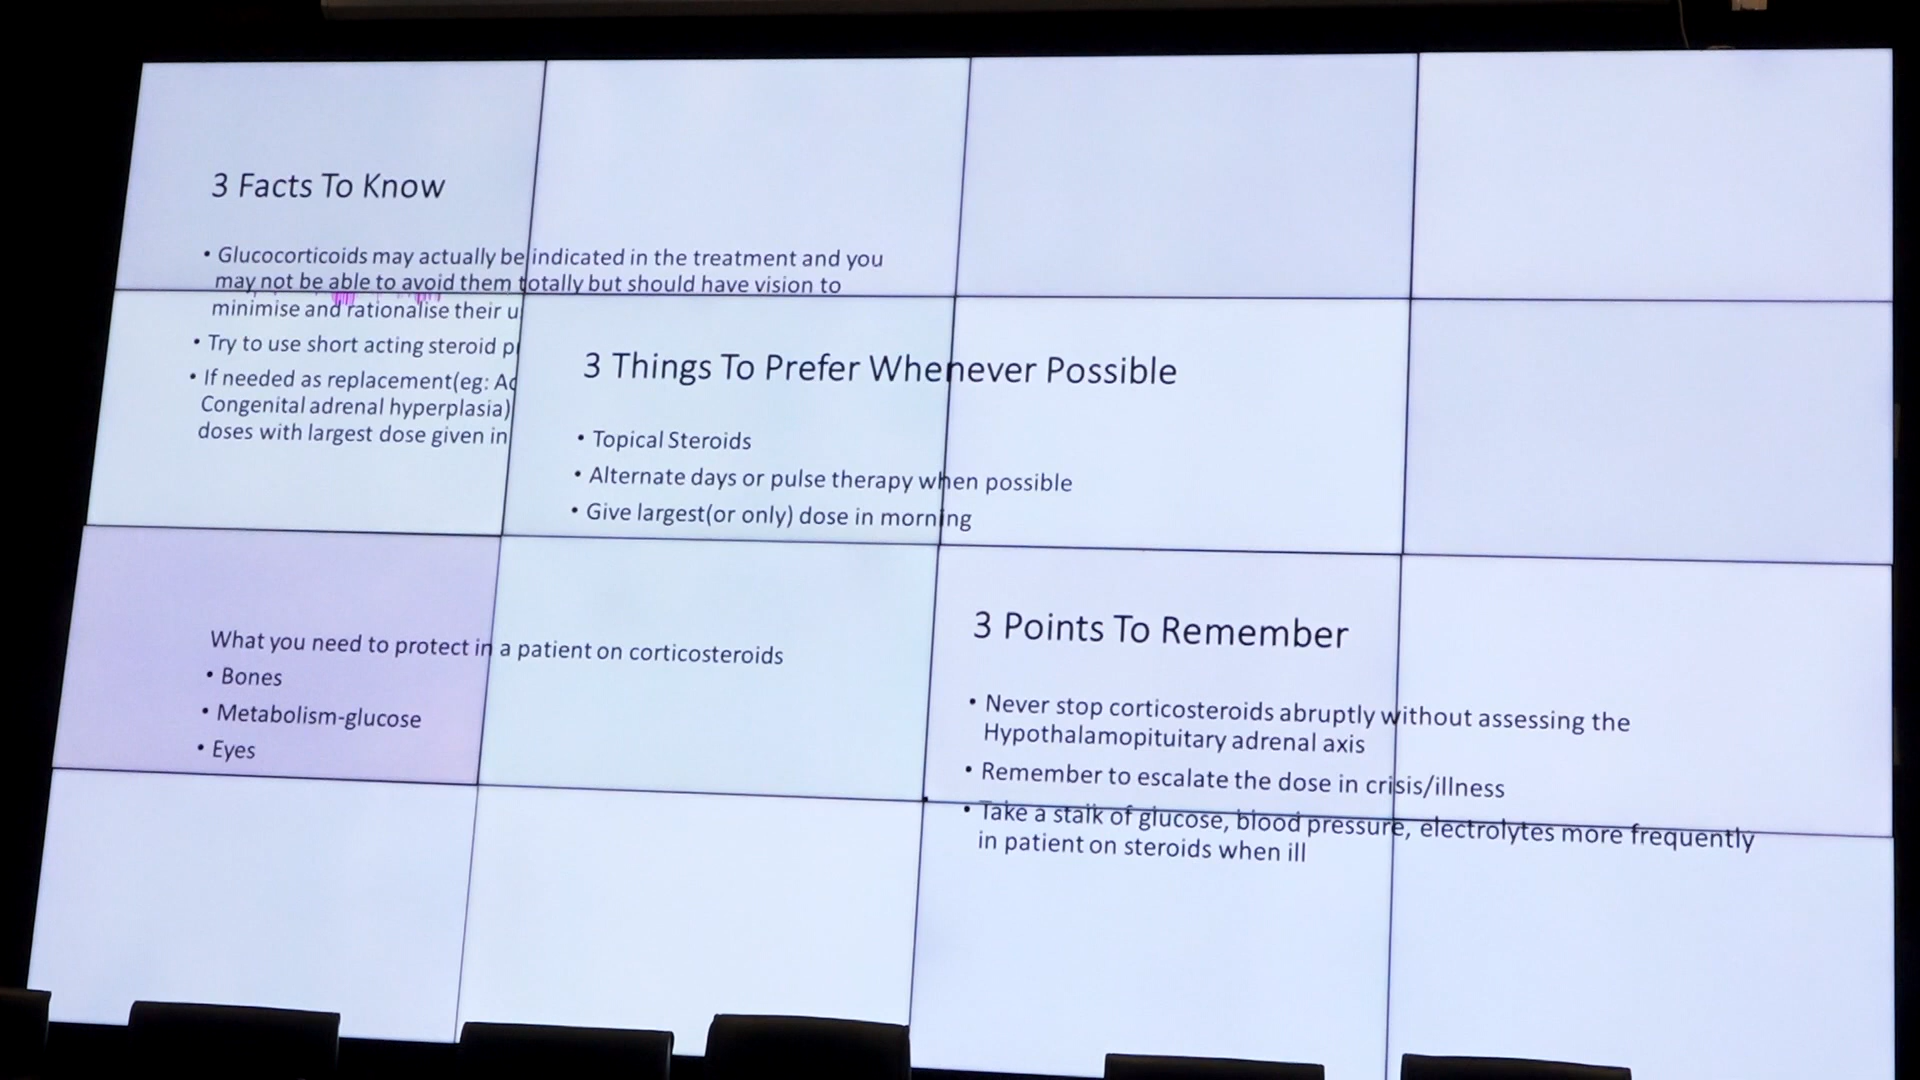 3 Facts To Know
• Glucocorticoids may actually be indicated in the treatment and you
may not be able to avoid them totally but should have vision to
minimise and rationalise their u
• Try to use short acting steroid p
• If needed as replacement(eg: Ad
Congenital adrenal hyperplasia)
doses with largest dose given in
3 Things To Prefer Whenever Possible
• Topical Steroids
• Alternate days or pulse therapy when possible
• Give largest(or only) dose in morning
What you need to protect in a patient on corticosteroids
• Bones
• Metabolism-glucose
• Eyes
3 Points To Remember
• Never stop corticosteroids abruptly without assessing the
Hypothalamopituitary adrenal axis
• Remember to escalate the dose in crisis/illness
• Take a stalk of glucose, blood pressure, electrolytes more frequently
in patient on steroids when ill